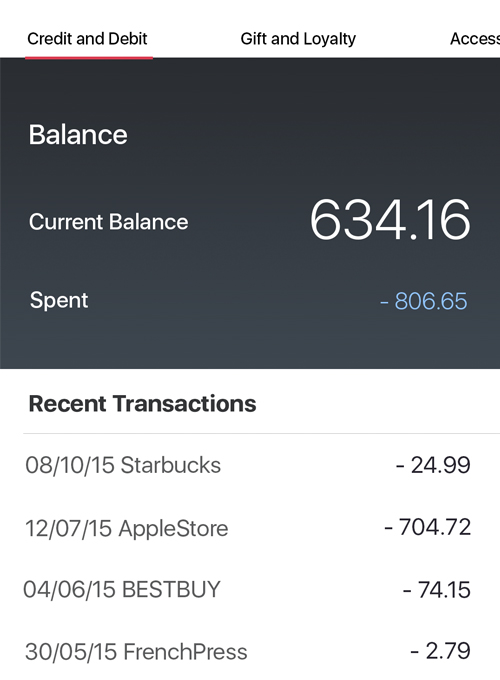 Credit and Debit Gift and Loyalty Access
Balance
Current Balance 634.16
Spent - 806.65
Recent Transactions
08/10/15 Starbucks - 24.99
12/07/15 AppleStore - 704.72
04/06/15 BESTBUY - 74.15
30/05/15 FrenchPress - 2.79